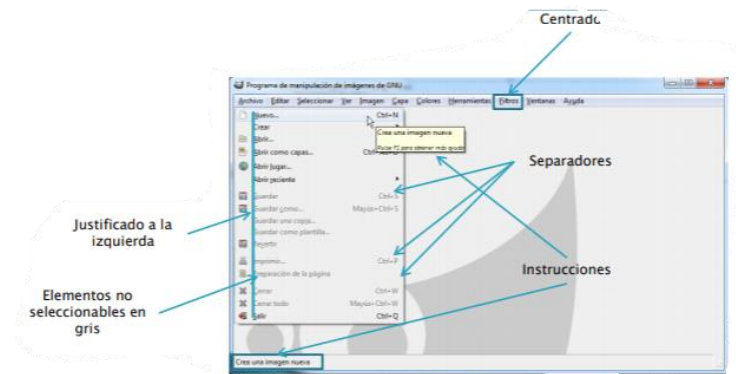 Centrado
Programa de manipulación de imágenes de GNU
Archivo Editar Seleccionar Ver Imagen Capa Colores Herramientas Filtros Ventanas Ayuda
Nuevo... Ctrl+N
Crear
Crea una imagen nueva
Abrir...
Pulse F1 para obtener más ayuda
Abrir como capas...
Abrir lugar...
Abrir reciente
Separadores
Guardar Ctrl+S
Guardar como... Mayús+Ctrl+S
Guardar una copia...
Guardar como plantilla...
Justificado a la
izquierda
Revertir
Imprimir... Ctrl+P
Preparación de la página
Instrucciones
Cerrar Ctrl+W
Cerrar todo Mayús+Ctrl+W
Salir Ctrl+Q
Elementos no
seleccionables en
gris
Crea una imagen nueva